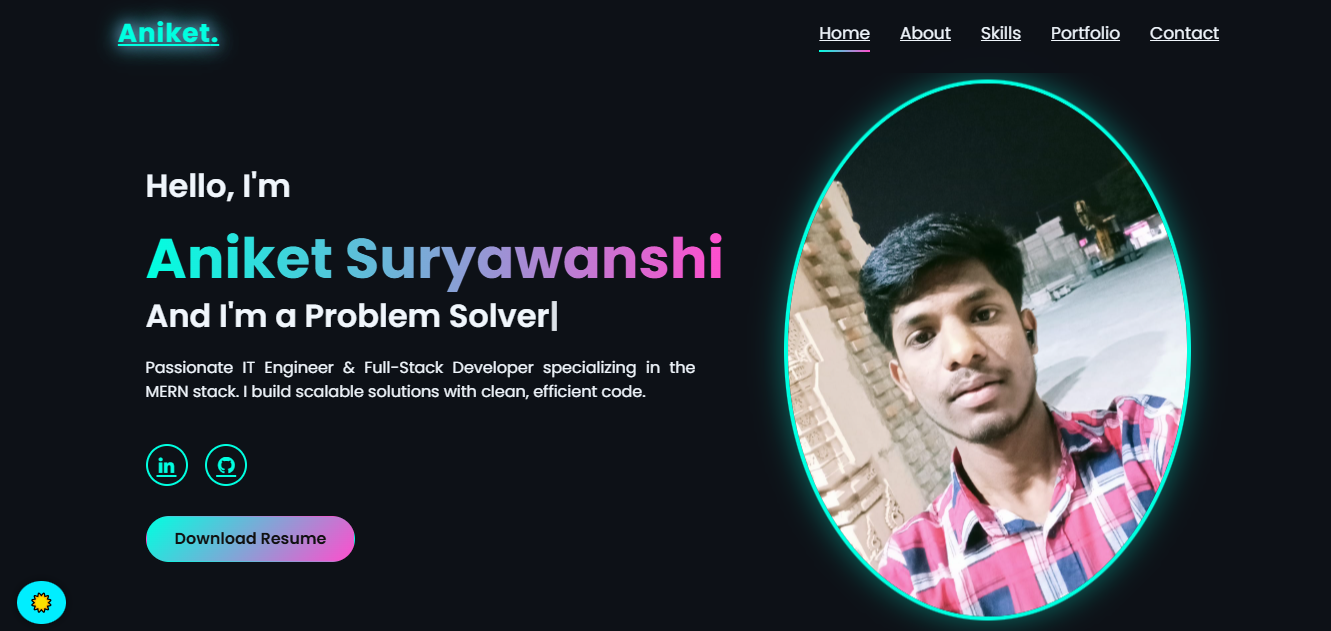 Aniket.
Home About Skills Portfolio Contact
Hello, I'm
Aniket Suryawanshi
And I'm a Problem Solver|
Passionate IT Engineer & Full-Stack Developer specializing in the
MERN stack. I build scalable solutions with clean, efficient code.
in
Download Resume